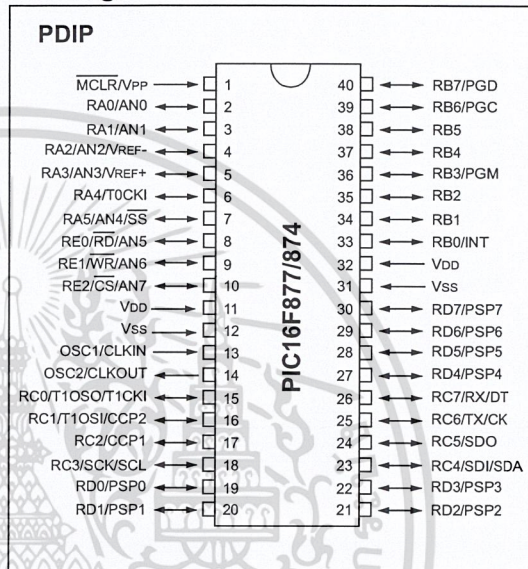 PDIP
MCLR/VPP 1 40 RB7/PGD
RA0/AN0 2 39 RB6/PGC
RA1/AN1 3 38 RB5
RA2/AN2/VREF- 4 37 RB4
RA3/AN3/VREF+ 5 36 RB3/PGM
RA4/T0CKI 6 35 RB2
RA5/AN4/SS 7 34 RB1
RE0/RD/AN5 8 33 RB0/INT
RE1/WR/AN6 9 32 VDD
RE2/CS/AN7 10 31 VSS
VDD 11 30 RD7/PSP7
VSS 12 29 RD6/PSP6
OSC1/CLKIN 13 28 RD5/PSP5
OSC2/CLKOUT 14 27 RD4/PSP4
RC0/T1OSO/T1CKI 15 26 RC7/RX/DT
RC1/T1OSI/CCP2 16 25 RC6/TX/CK
RC2/CCP1 17 24 RC5/SDO
RC3/SCK/SCL 18 23 RC4/SDI/SDA
RD0/PSP0 19 22 RD3/PSP3
RD1/PSP1 20 21 RD2/PSP2
PIC16F877/874